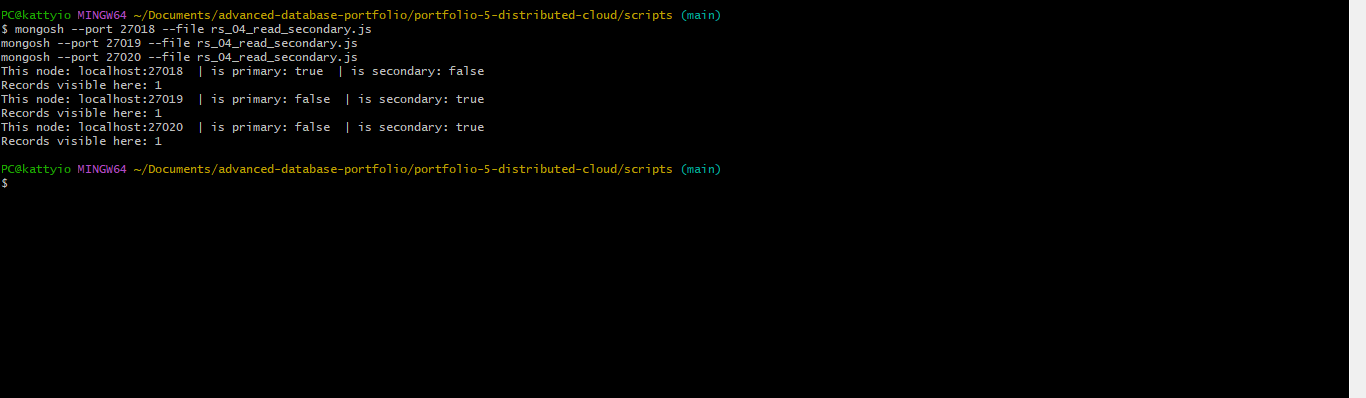 PC@kattyio MINGW64 ~/Documents/advanced-database-portfolio/portfolio-5-distributed-cloud/scripts (main)
$ mongosh --port 27018 --file rs_04_read_secondary.js
mongosh --port 27019 --file rs_04_read_secondary.js
mongosh --port 27020 --file rs_04_read_secondary.js
This node: localhost:27018  | is primary: true  | is secondary: false
Records visible here: 1
This node: localhost:27019  | is primary: false  | is secondary: true
Records visible here: 1
This node: localhost:27020  | is primary: false  | is secondary: true
Records visible here: 1
PC@kattyio MINGW64 ~/Documents/advanced-database-portfolio/portfolio-5-distributed-cloud/scripts (main)
$